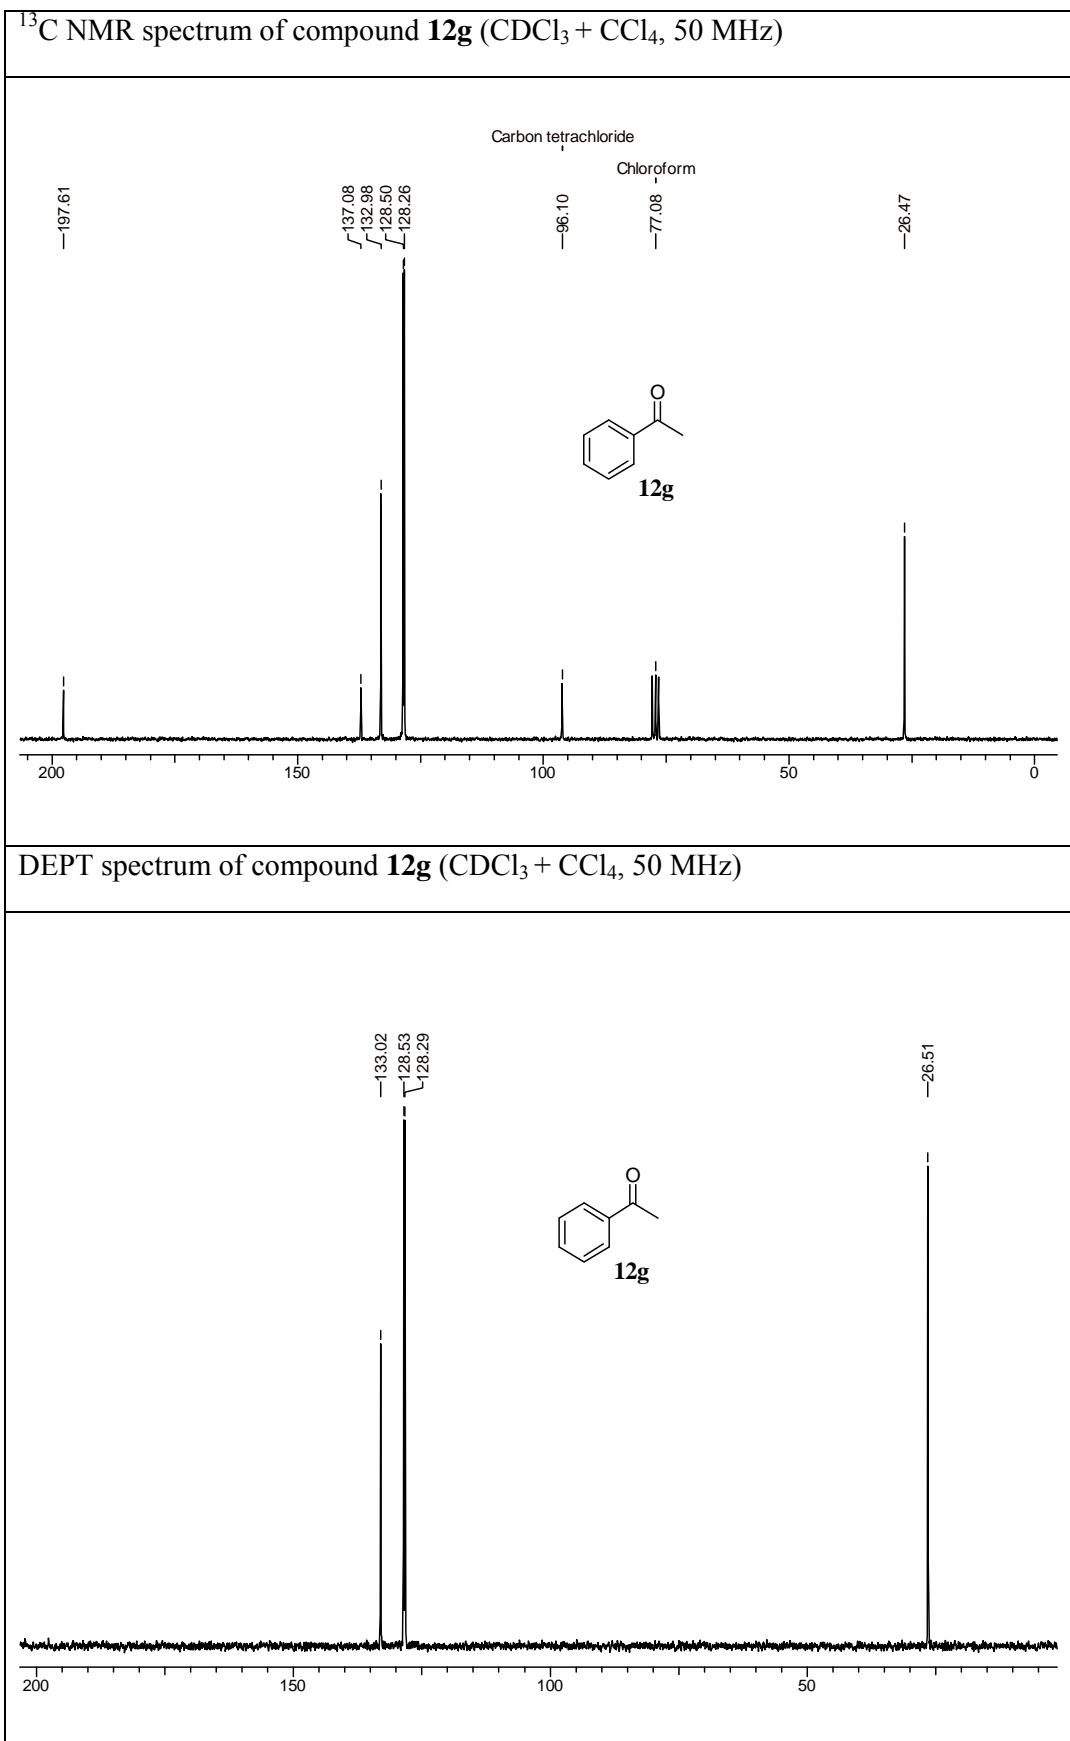 ¹³C NMR spectrum of compound 12g (CDCl₃ + CCl₄, 50 MHz)
Carbon tetrachloride
Chloroform
197.61
137.08
132.98
128.50
128.26
96.10
77.08
26.47
O
12g
200 150 100 50 0
DEPT spectrum of compound 12g (CDCl₃ + CCl₄, 50 MHz)
133.02
128.53
128.29
26.51
O
12g
200 150 100 50